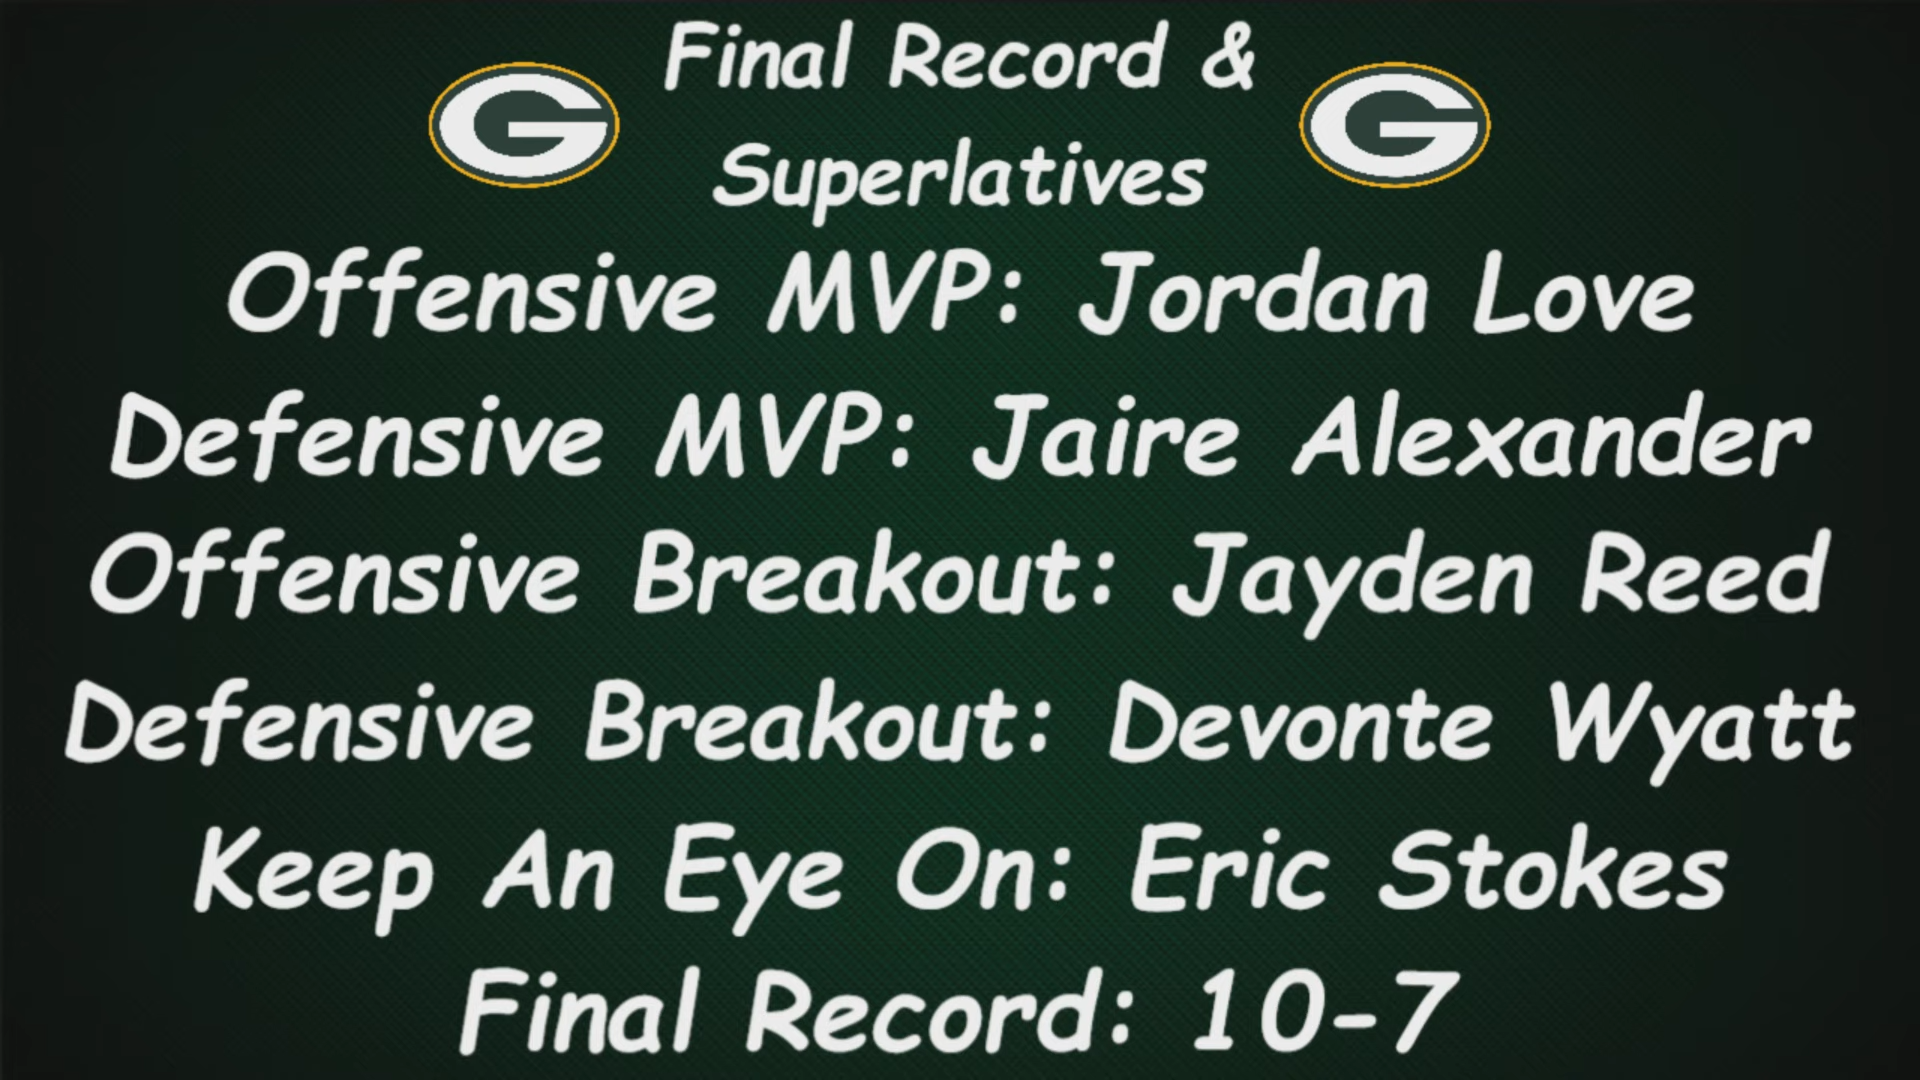 Final Record &
Superlatives
Offensive MVP: Jordan Love
Defensive MVP: Jaire Alexander
Offensive Breakout: Jayden Reed
Defensive Breakout: Devonte Wyatt
Keep An Eye On: Eric Stokes
Final Record: 10-7